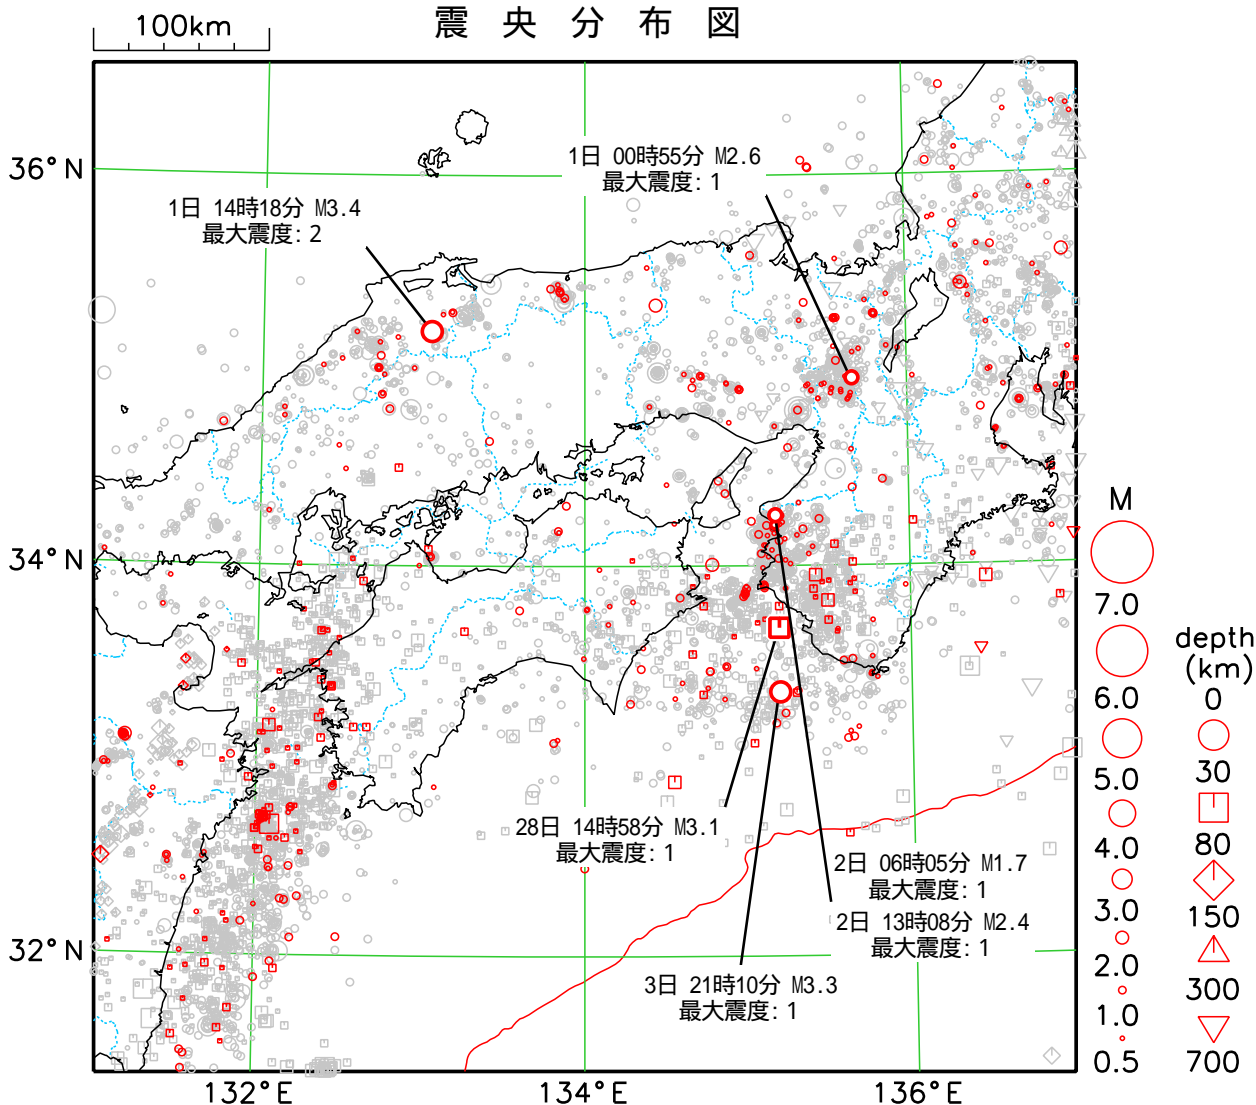 震央分布図
100km
36°N
34°N
32°N
132°E
134°E
136°E
1日 00時55分 M2.6
最大震度:1
1日 14時18分 M3.4
最大震度:2
28日 14時58分 M3.1
最大震度:1
2日 06時05分 M1.7
最大震度:1
2日 13時08分 M2.4
最大震度:1
3日 21時10分 M3.3
最大震度:1
M
7.0
6.0
5.0
4.0
3.0
2.0
1.0
0.5
depth
(km)
0
30
80
150
300
700